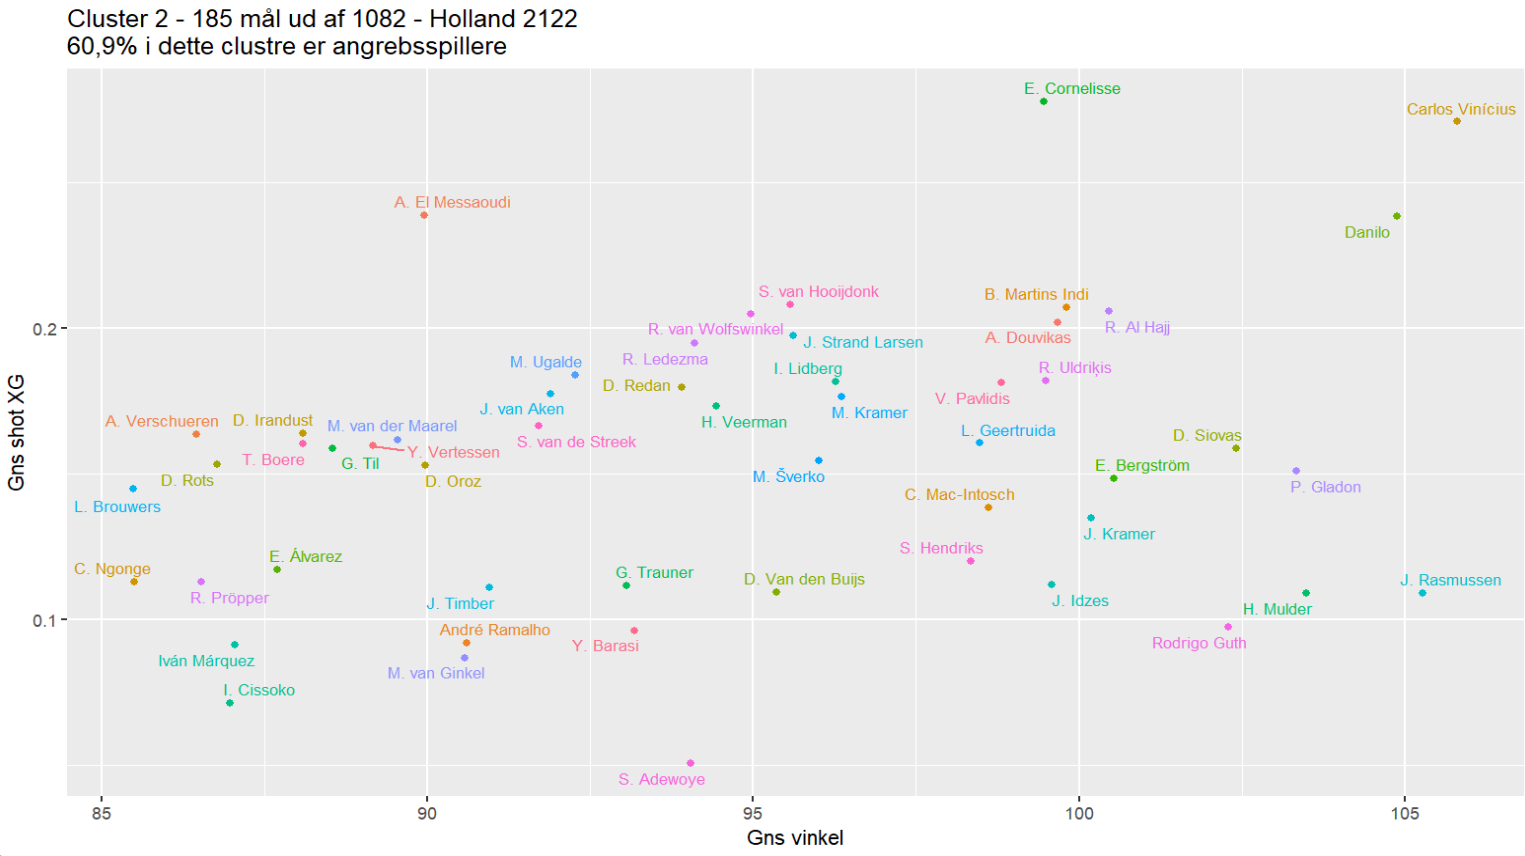 Cluster 2 - 185 mål ud af 1082 - Holland 2122
60,9% i dette clustre er angrebsspillere
E. Cornelisse
Carlos Vinícius
A. El Messaoudi
Danilo
S. van Hooijdonk
B. Martins Indi
R. van Wolfswinkel
R. Al Hajj
A. Douvikas
J. Strand Larsen
R. Ledezma
M. Ugalde
I. Lidberg
R. Uldriķis
D. Redan
V. Pavlidis
J. van Aken
M. Kramer
A. Verschueren
D. Irandust
M. van der Maarel
H. Veerman
L. Geertruida
D. Siovas
S. van de Streek
Y. Vertessen
T. Boere
G. Til
E. Bergström
D. Rots
D. Oroz
M. Šverko
P. Gladon
C. Mac-Intosch
L. Brouwers
J. Kramer
S. Hendriks
E. Álvarez
C. Ngonge
G. Trauner
D. Van den Buijs
J. Rasmussen
R. Pröpper
J. Timber
J. Idzes
H. Mulder
André Ramalho
Y. Barasi
Rodrigo Guth
Iván Márquez
M. van Ginkel
I. Cissoko
S. Adewoye
0.2
0.1
Gns shot XG
85
90
95
100
105
Gns vinkel